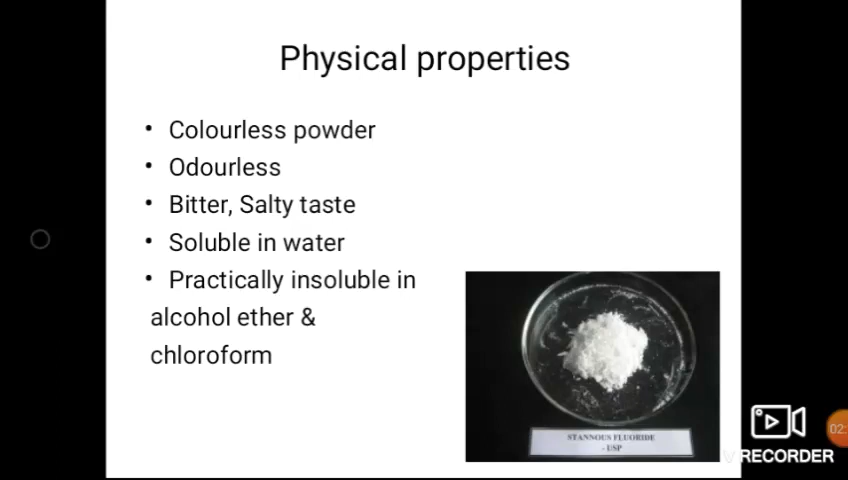 Physical properties
• Colourless powder
• Odourless
• Bitter, Salty taste
• Soluble in water
• Practically insoluble in
alcohol ether &
chloroform
STANNOUS FLUORIDE
- USP
RECORDER
02: